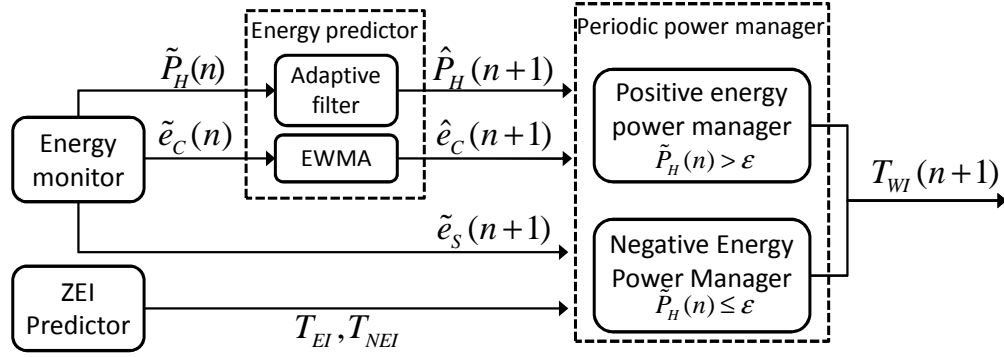 Energy predictor
Periodic power manager
P̃_H(n)
Adaptive
filter
P̂_H(n+1)
Positive energy
power manager
P̃_H(n) > ε
Energy
monitor
ẽ_C(n)
EWMA
ê_C(n+1)
T_WI(n+1)
ẽ_S(n+1)
Negative Energy
Power Manager
P̃_H(n) ≤ ε
ZEI
Predictor
T_EI, T_NEI